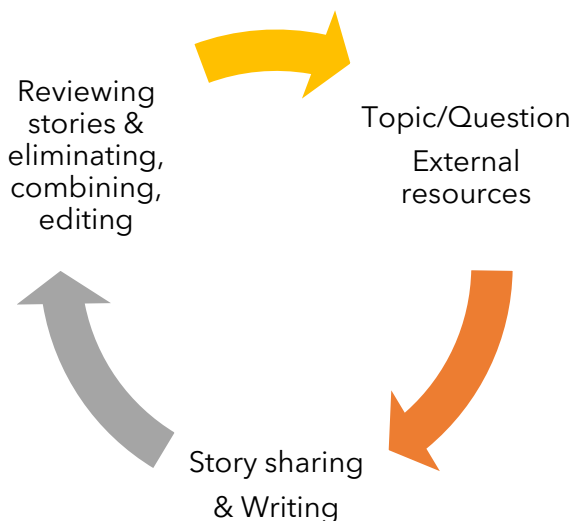 Reviewing
stories &
eliminating,
combining,
editing
Topic/Question
External
resources
Story sharing
& Writing